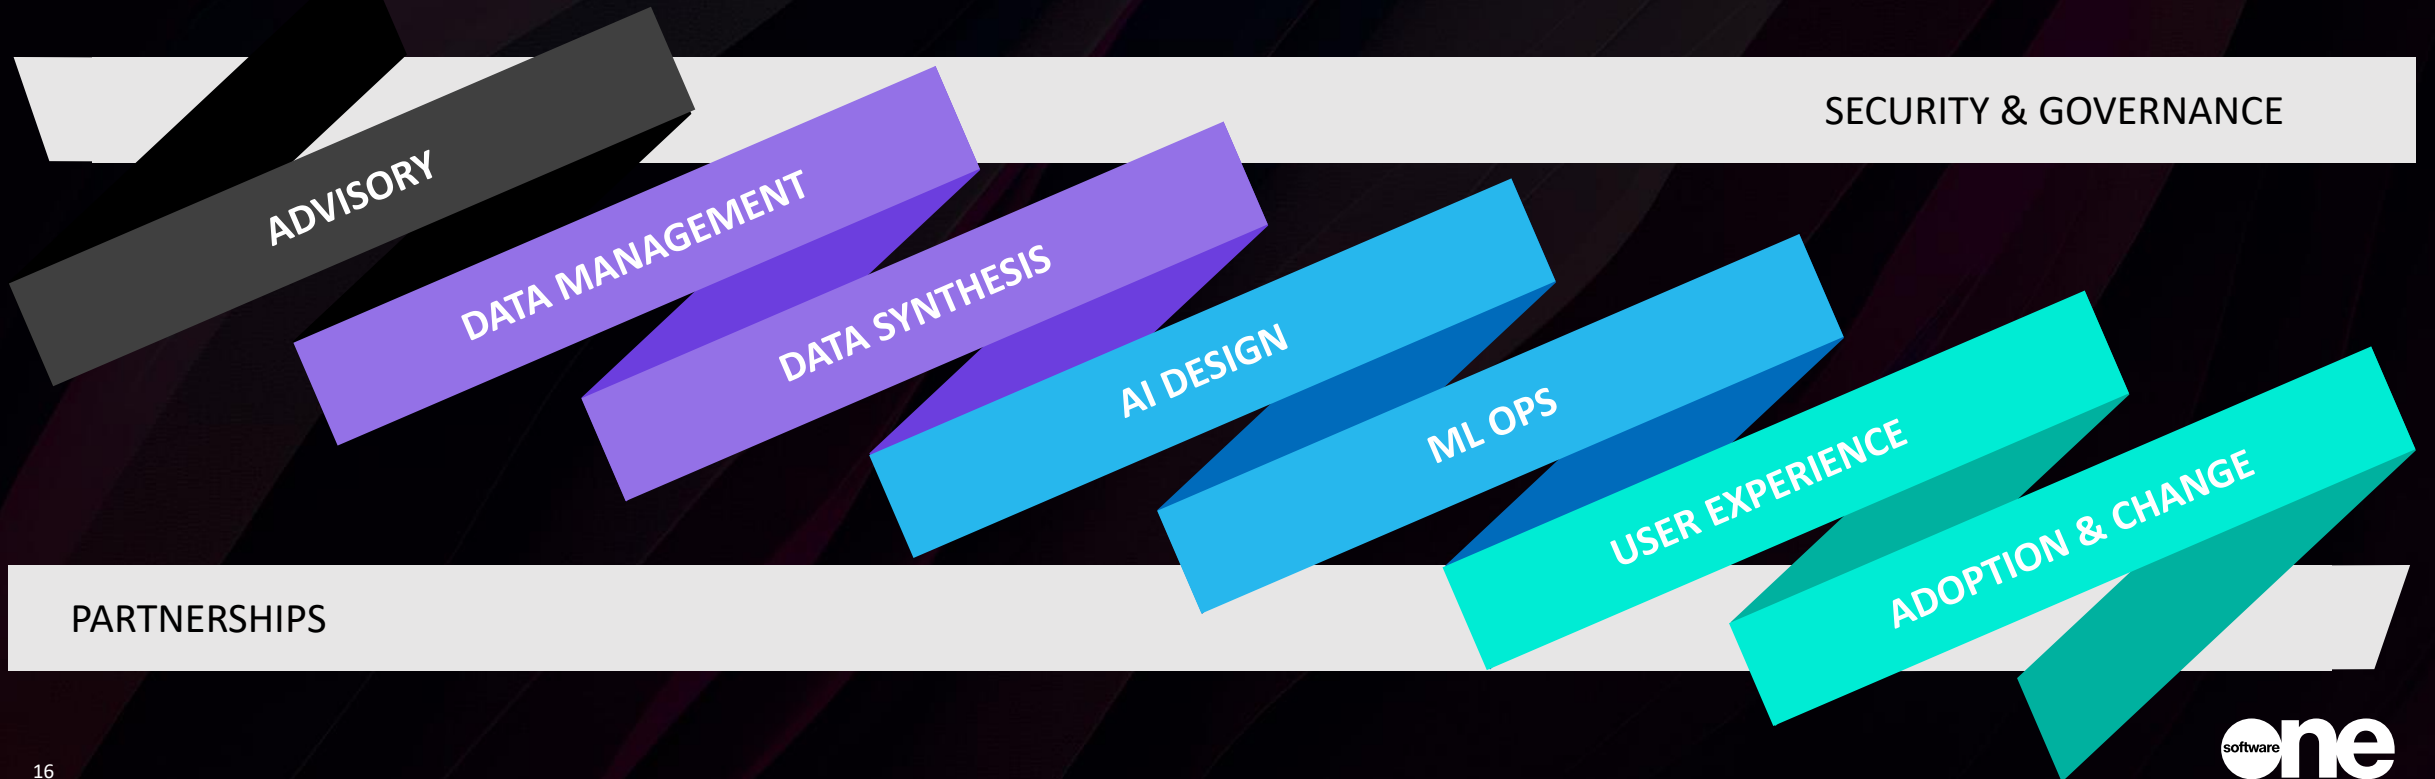 SECURITY & GOVERNANCE
ADVISORY
DATA MANAGEMENT
DATA SYNTHESIS
AI DESIGN
ML OPS
USER EXPERIENCE
ADOPTION & CHANGE
PARTNERSHIPS
software one
16